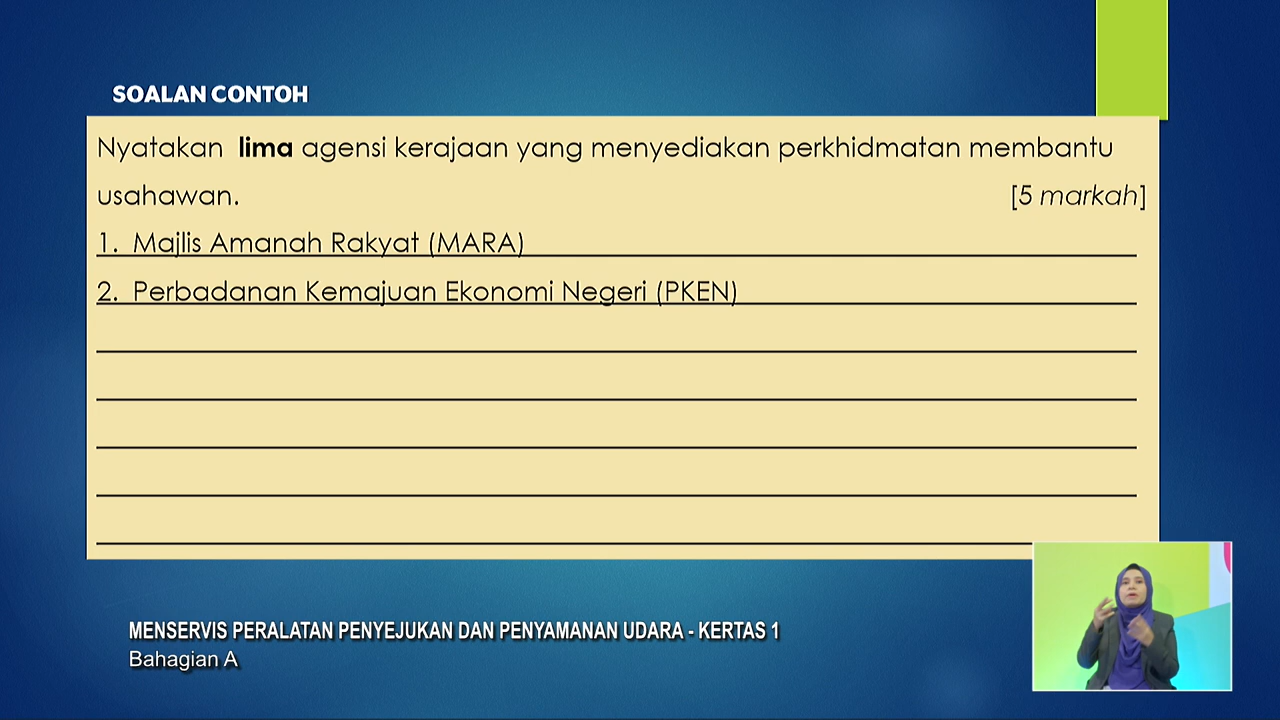 SOALAN CONTOH
Nyatakan lima agensi kerajaan yang menyediakan perkhidmatan membantu
usahawan. [5 markah]
1. Majlis Amanah Rakyat (MARA)
2. Perbadanan Kemajuan Ekonomi Negeri (PKEN)
MENSERVIS PERALATAN PENYEJUKAN DAN PENYAMANAN UDARA - KERTAS 1
Bahagian A